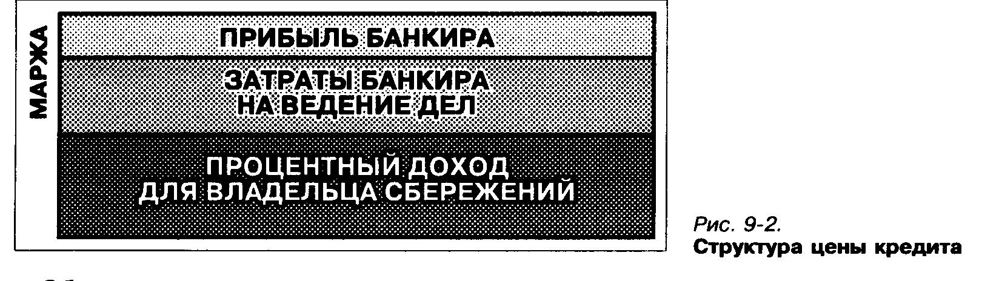 МАРЖА
ПРИБЫЛЬ БАНКИРА
ЗАТРАТЫ БАНКИРА
НА ВЕДЕНИЕ ДЕЛ
ПРОЦЕНТНЫЙ ДОХОД
ДЛЯ ВЛАДЕЛЬЦА СБЕРЕЖЕНИЙ
Рис. 9-2.
Структура цены кредита